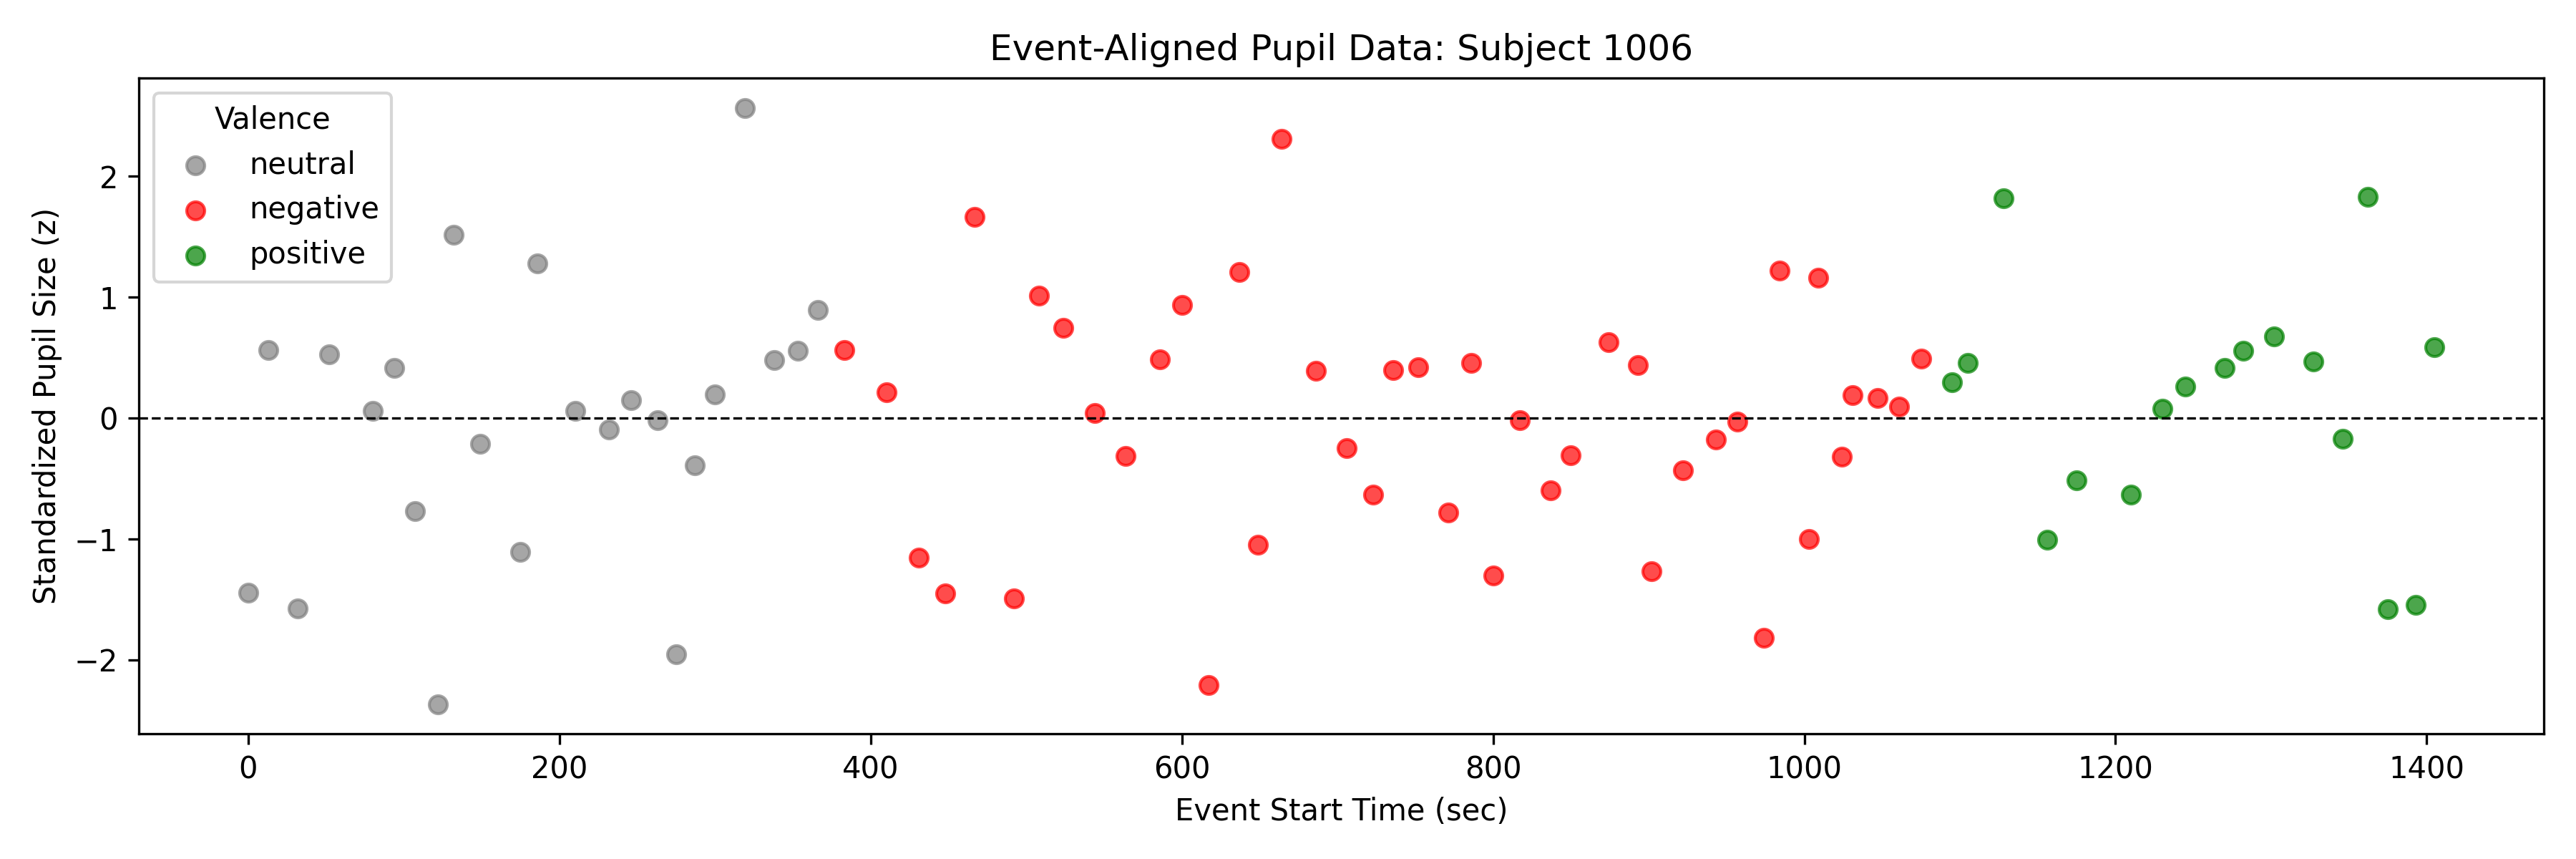 Event-Aligned Pupil Data: Subject 1006
Valence
neutral
negative
positive
Standardized Pupil Size (z)
2
1
0
−1
−2
0 200 400 600 800 1000 1200 1400
Event Start Time (sec)